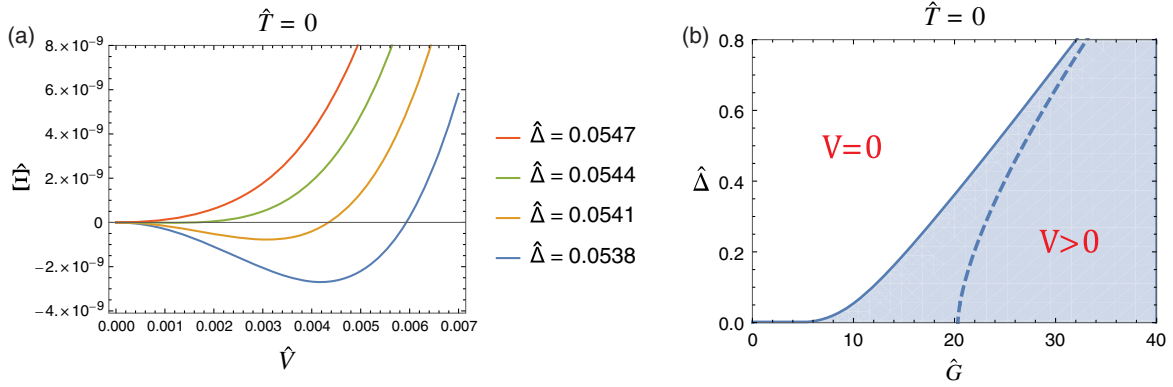 (a)
T̂ = 0
8.×10⁻⁹
6.×10⁻⁹
4.×10⁻⁹
2.×10⁻⁹
0
-2.×10⁻⁹
-4.×10⁻⁹
Ξ̂
0.000 0.001 0.002 0.003 0.004 0.005 0.006 0.007
V̂
Δ̂ = 0.0547
Δ̂ = 0.0544
Δ̂ = 0.0541
Δ̂ = 0.0538
(b)
T̂ = 0
0.8
0.6
0.4
0.2
0.0
Δ̂
V=0
V>0
0 10 20 30 40
Ĝ